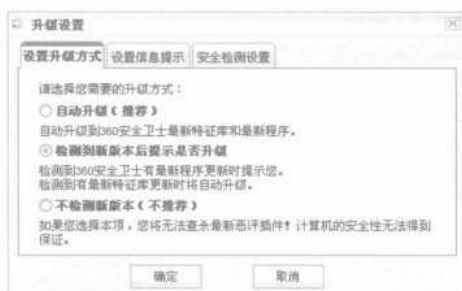 升级设置
设置升级方式 设置信息提示 安全检测设置
请选择您需要的升级方式：
自动升级（推荐）
自动升级到360安全卫士最新特征库和最新程序。
检测到新版本后提示是否升级
检测到360安全卫士有最新程序更新时提示您。
检测到有最新特征库更新时将自动升级。
不检测新版本（不推荐）
如果您选择本项，您将无法查杀最新恶评插件！计算机的安全性无法得到
保证。
确定 取消